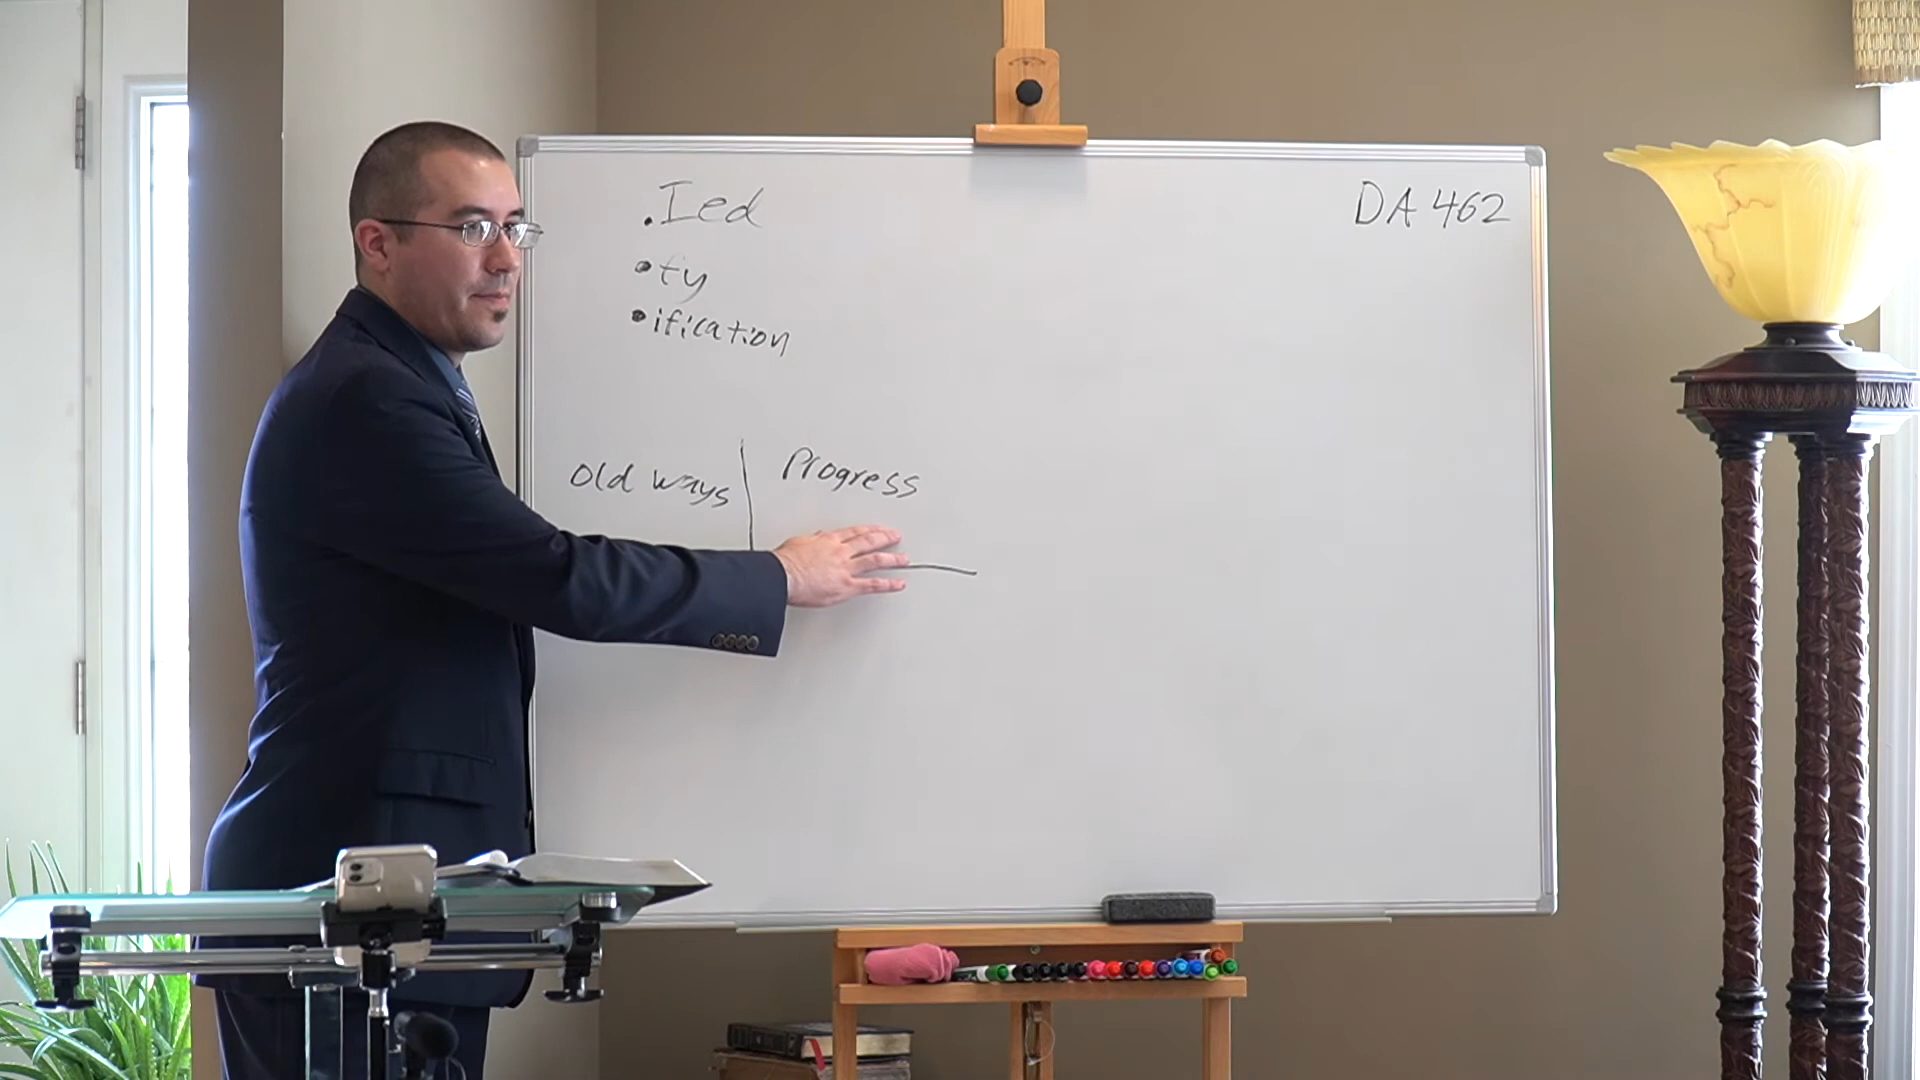 .Ied
DA 462
•ty
•ification
Old ways
Progress